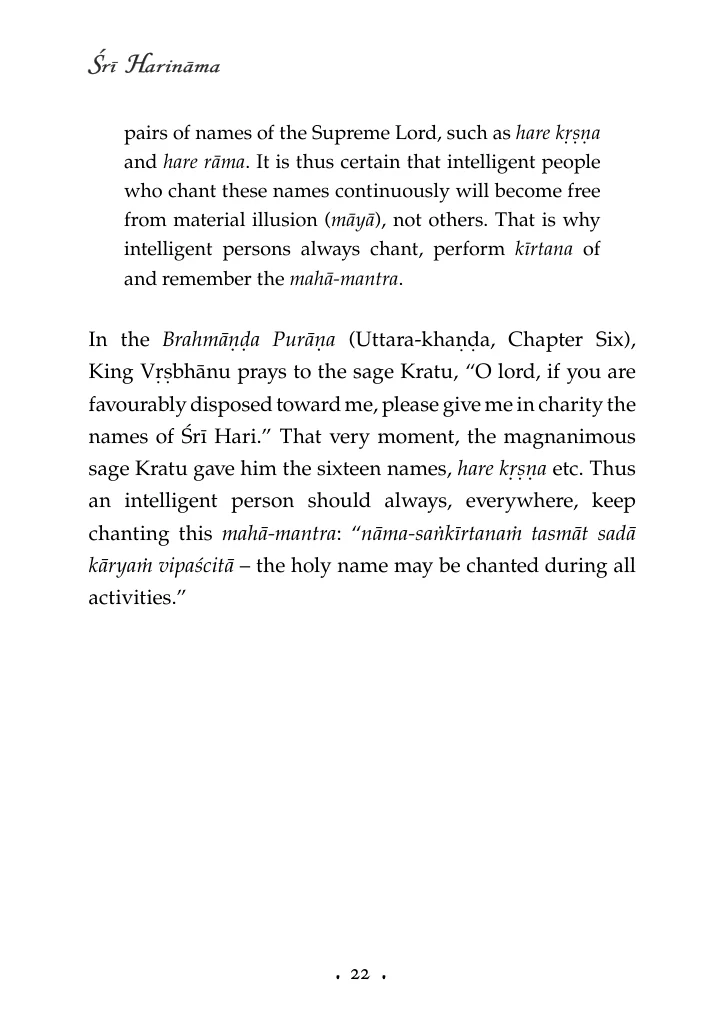 Śrī Harināma
pairs of names of the Supreme Lord, such as hare kṛṣṇa
and hare rāma. It is thus certain that intelligent people
who chant these names continuously will become free
from material illusion (māyā), not others. That is why
intelligent persons always chant, perform kīrtana of
and remember the mahā-mantra.
In the Brahmāṇḍa Purāṇa (Uttara-khaṇḍa, Chapter Six),
King Vṛṣbhānu prays to the sage Kratu, “O lord, if you are
favourably disposed toward me, please give me in charity the
names of Śrī Hari.” That very moment, the magnanimous
sage Kratu gave him the sixteen names, hare kṛṣṇa etc. Thus
an intelligent person should always, everywhere, keep
chanting this mahā-mantra: “nāma-saṅkīrtanaṁ tasmāt sadā
kāryaṁ vipaścitā – the holy name may be chanted during all
activities.”
• 22 •